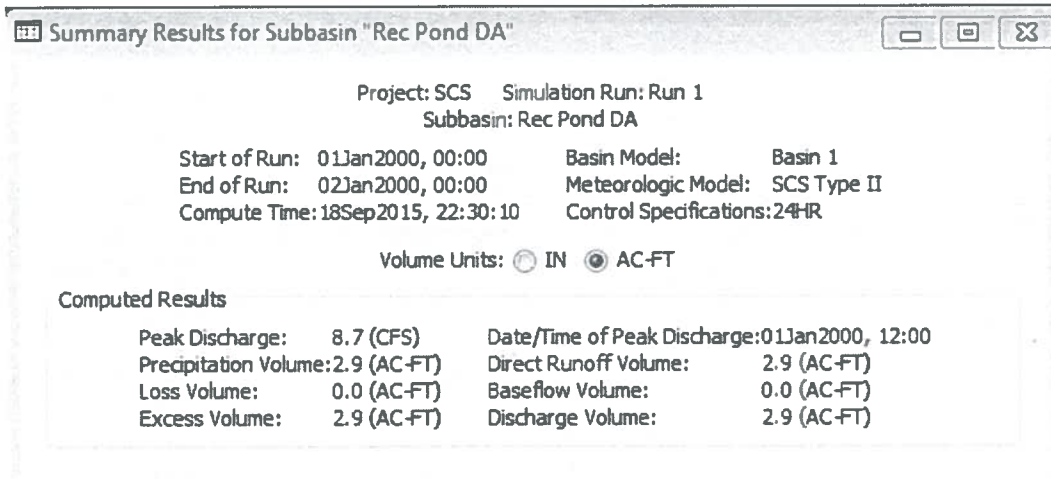 Summary Results for Subbasin "Rec Pond DA"
Project: SCS Simulation Run: Run 1
Subbasin: Rec Pond DA
Start of Run: 01Jan2000, 00:00 Basin Model: Basin 1
End of Run: 02Jan2000, 00:00 Meteorologic Model: SCS Type II
Compute Time:18Sep2015, 22:30:10 Control Specifications:24HR
Volume Units: IN AC-FT
Computed Results
Peak Discharge: 8.7 (CFS) Date/Time of Peak Discharge:01Jan2000, 12:00
Precipitation Volume:2.9 (AC-FT) Direct Runoff Volume: 2.9 (AC-FT)
Loss Volume: 0.0 (AC-FT) Baseflow Volume: 0.0 (AC-FT)
Excess Volume: 2.9 (AC-FT) Discharge Volume: 2.9 (AC-FT)